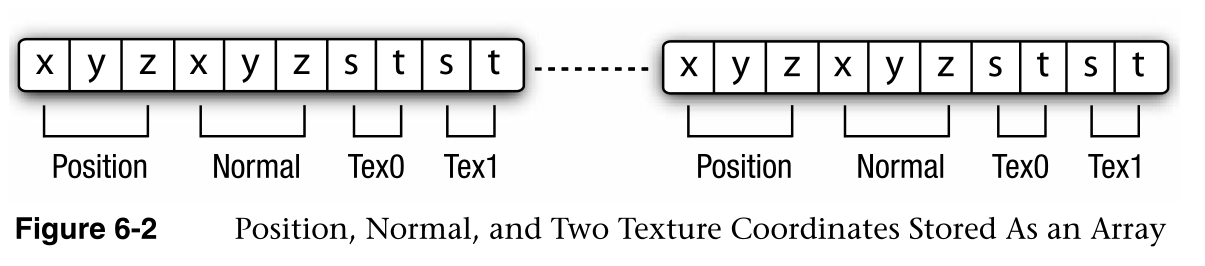 x y z x y z s t s t x y z x y z s t s t
Position Normal Tex0 Tex1 Position Normal Tex0 Tex1
Figure 6-2 Position, Normal, and Two Texture Coordinates Stored As an Array